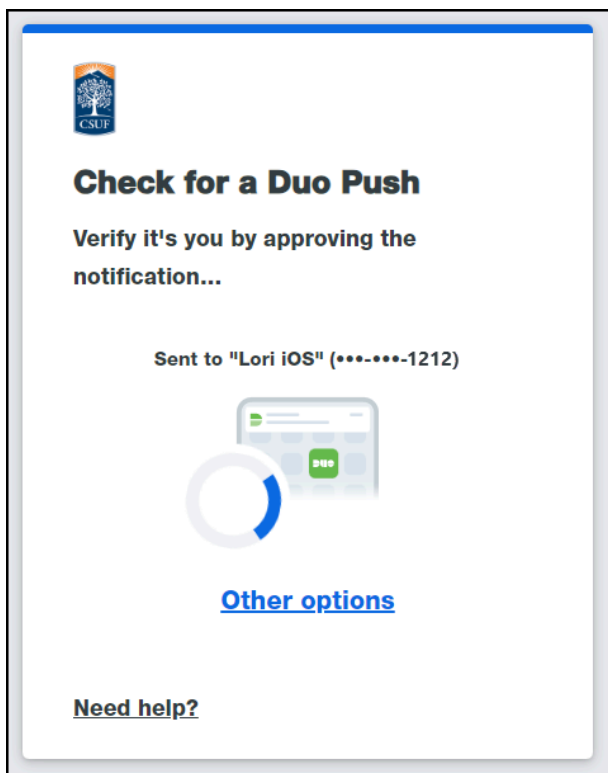 CSUF
Check for a Duo Push
Verify it's you by approving the
notification...
Sent to "Lori iOS" (•••-•••-1212)
DUO
Other options
Need help?